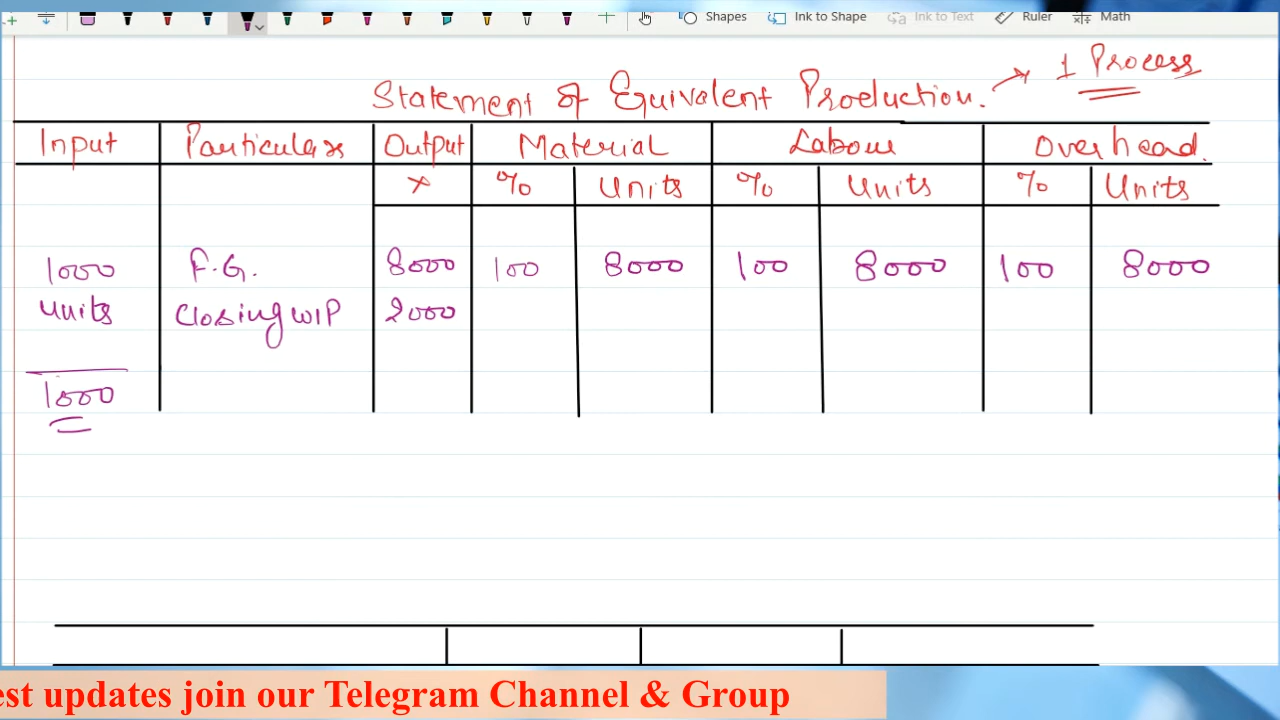 Shapes Ink to Shape Ink to Text Ruler Math
Statement of Equivalent Production. → 1 Process
Input Particulars Output Material Labour Overhead.
x % Units % Units % Units
1000 F.G. 8000 100 8000 100 8000 100 8000
Units Closing WIP 2000
1000
est updates join our Telegram Channel & Group